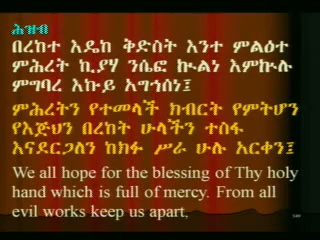 ሕዝብ
በረከተ እዴከ ቅድስት እንተ ምልዕተ
ምሕረት ኪያሃ ንሴፎ ኵልነ እምኵሉ
ምግባረ እኩይ አግኅሰነ፤
ምሕረትን የተመላች ክብርት የምትሆን
የእጅህን በረከት ሁላችን ተስፋ
እናደርጋለን ከክፉ ሥራ ሁሉ አርቀን፤
We all hope for the blessing of Thy holy
hand which is full of mercy. From all
evil works keep us apart,